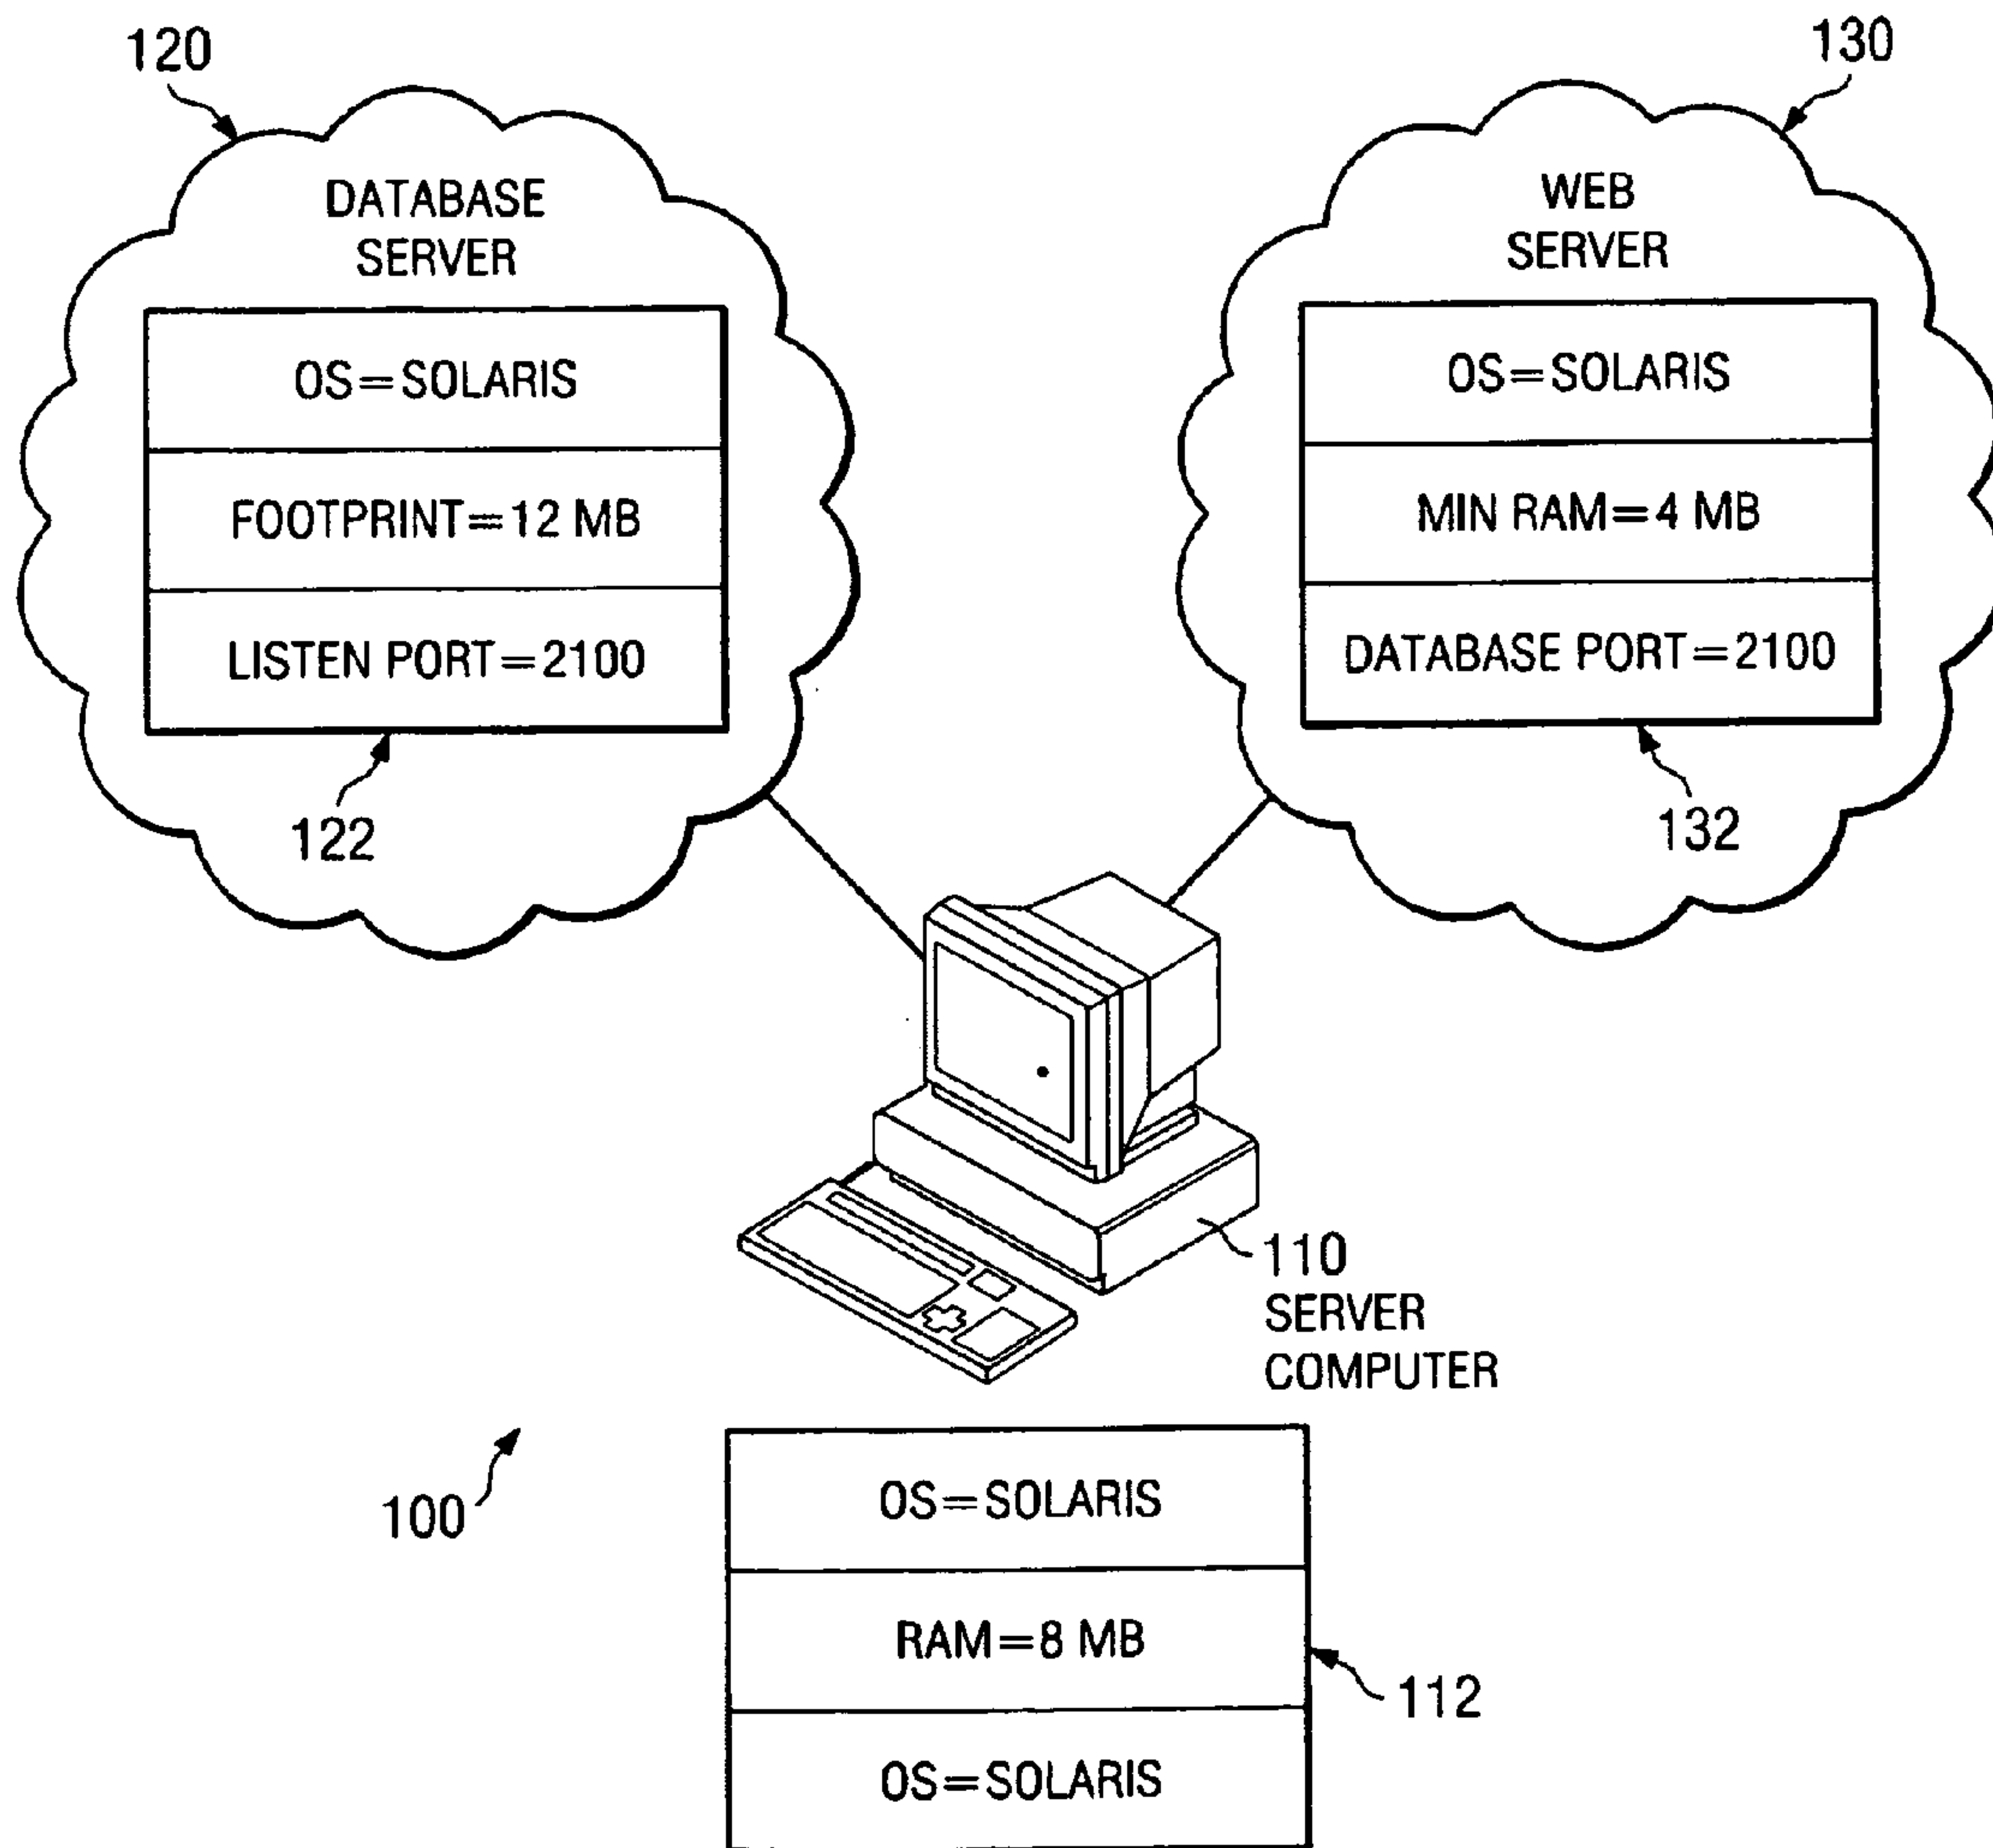 120
130
DATABASE
SERVER
OS=SOLARIS
FOOTPRINT=12 MB
LISTEN PORT=2100
122
WEB
SERVER
OS=SOLARIS
MIN RAM=4 MB
DATABASE PORT=2100
132
110
SERVER
COMPUTER
100
OS=SOLARIS
RAM=8 MB
OS=SOLARIS
112